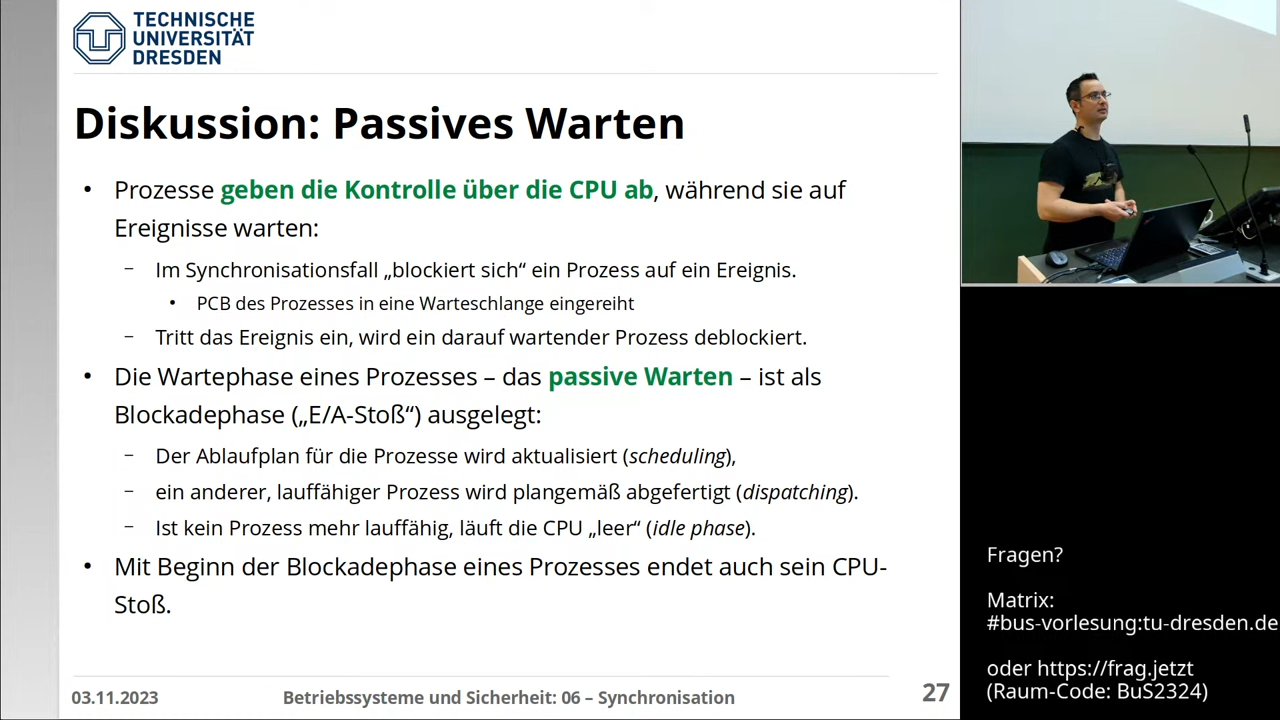 TECHNISCHE
UNIVERSITÄT
DRESDEN
Diskussion: Passives Warten
• Prozesse geben die Kontrolle über die CPU ab, während sie auf
Ereignisse warten:
– Im Synchronisationsfall „blockiert sich“ ein Prozess auf ein Ereignis.
• PCB des Prozesses in eine Warteschlange eingereiht
– Tritt das Ereignis ein, wird ein darauf wartender Prozess deblockiert.
• Die Wartephase eines Prozesses – das passive Warten – ist als
Blockadephase („E/A-Stoß“) ausgelegt:
– Der Ablaufplan für die Prozesse wird aktualisiert (scheduling),
– ein anderer, lauffähiger Prozess wird plangemäß abgefertigt (dispatching).
– Ist kein Prozess mehr lauffähig, läuft die CPU „leer“ (idle phase).
• Mit Beginn der Blockadephase eines Prozesses endet auch sein CPU-
Stoß.
03.11.2023
Betriebssysteme und Sicherheit: 06 – Synchronisation
27
Fragen?
Matrix:
#bus-vorlesung:tu-dresden.de
oder https://frag.jetzt
(Raum-Code: BuS2324)